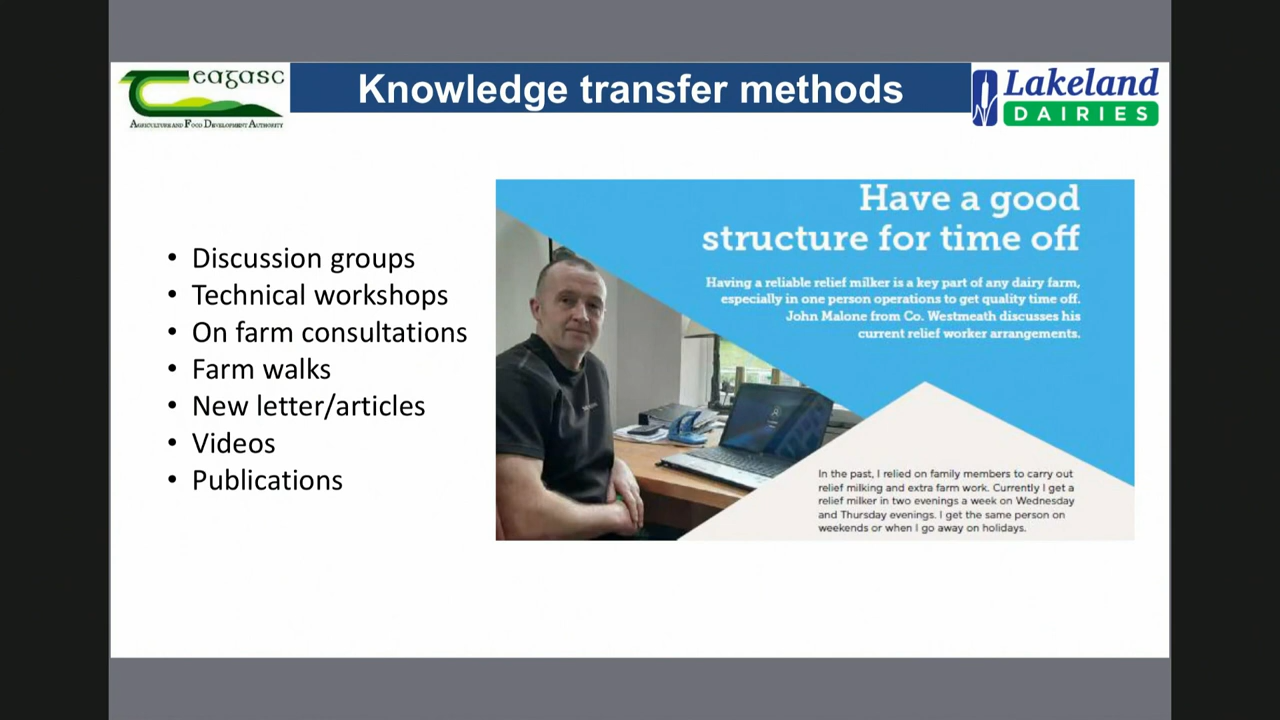 eagasc
AGRICULTURE AND FOOD DEVELOPMENT AUTHORITY
Knowledge transfer methods
Lakeland
DAIRIES
• Discussion groups
• Technical workshops
• On farm consultations
• Farm walks
• New letter/articles
• Videos
• Publications
Have a good
structure for time off
Having a reliable relief milker is a key part of any dairy farm,
especially in one person operations to get quality time off.
John Malone from Co. Westmeath discusses his
current relief worker arrangements.
In the past, I relied on family members to carry out
relief milking and extra farm work. Currently I get a
relief milker in two evenings a week on Wednesday
and Thursday evenings. I get the same person on
weekends or when I go away on holidays.